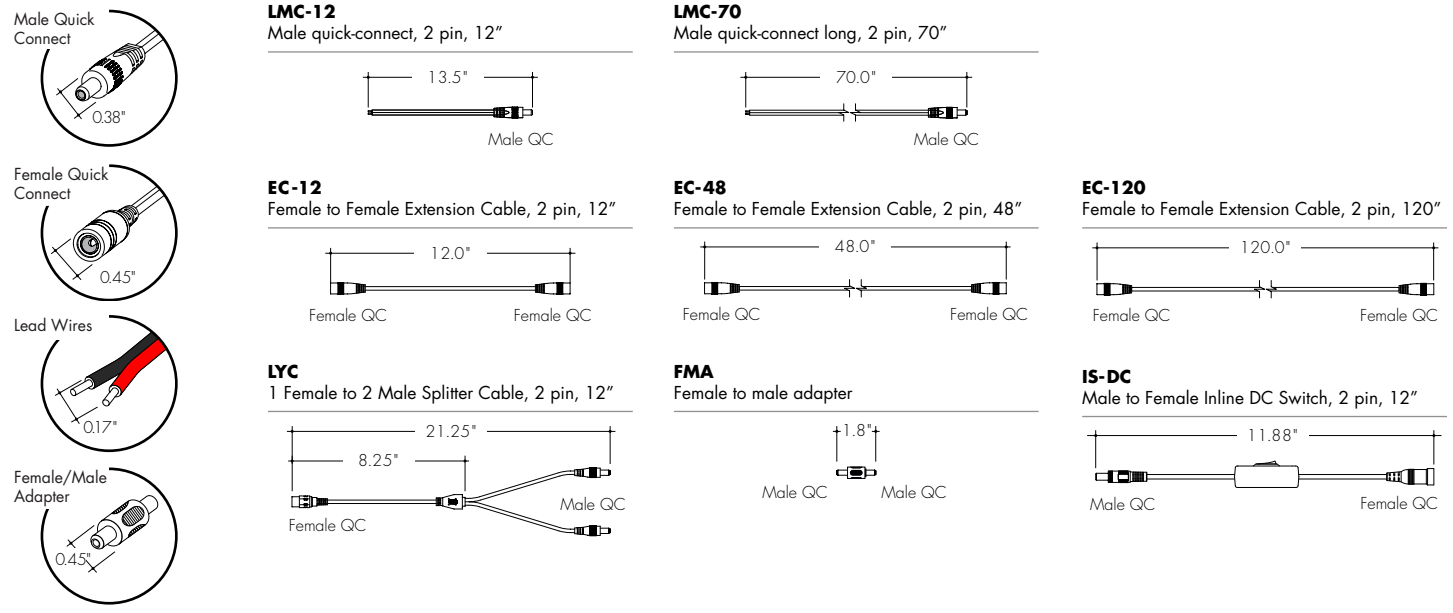 Male Quick
Connect
0.38"
Female Quick
Connect
0.45"
Lead Wires
0.17"
Female/Male
Adapter
0.45"
LMC-12
Male quick-connect, 2 pin, 12”
13.5"
Male QC
LMC-70
Male quick-connect long, 2 pin, 70”
70.0"
Male QC
EC-12
Female to Female Extension Cable, 2 pin, 12”
12.0"
Female QC Female QC
EC-48
Female to Female Extension Cable, 2 pin, 48”
48.0"
Female QC Female QC
EC-120
Female to Female Extension Cable, 2 pin, 120”
120.0"
Female QC Female QC
LYC
1 Female to 2 Male Splitter Cable, 2 pin, 12”
21.25"
8.25"
Male QC
Female QC
FMA
Female to male adapter
1.8"
Male QC Male QC
IS-DC
Male to Female Inline DC Switch, 2 pin, 12”
11.88"
Male QC Female QC